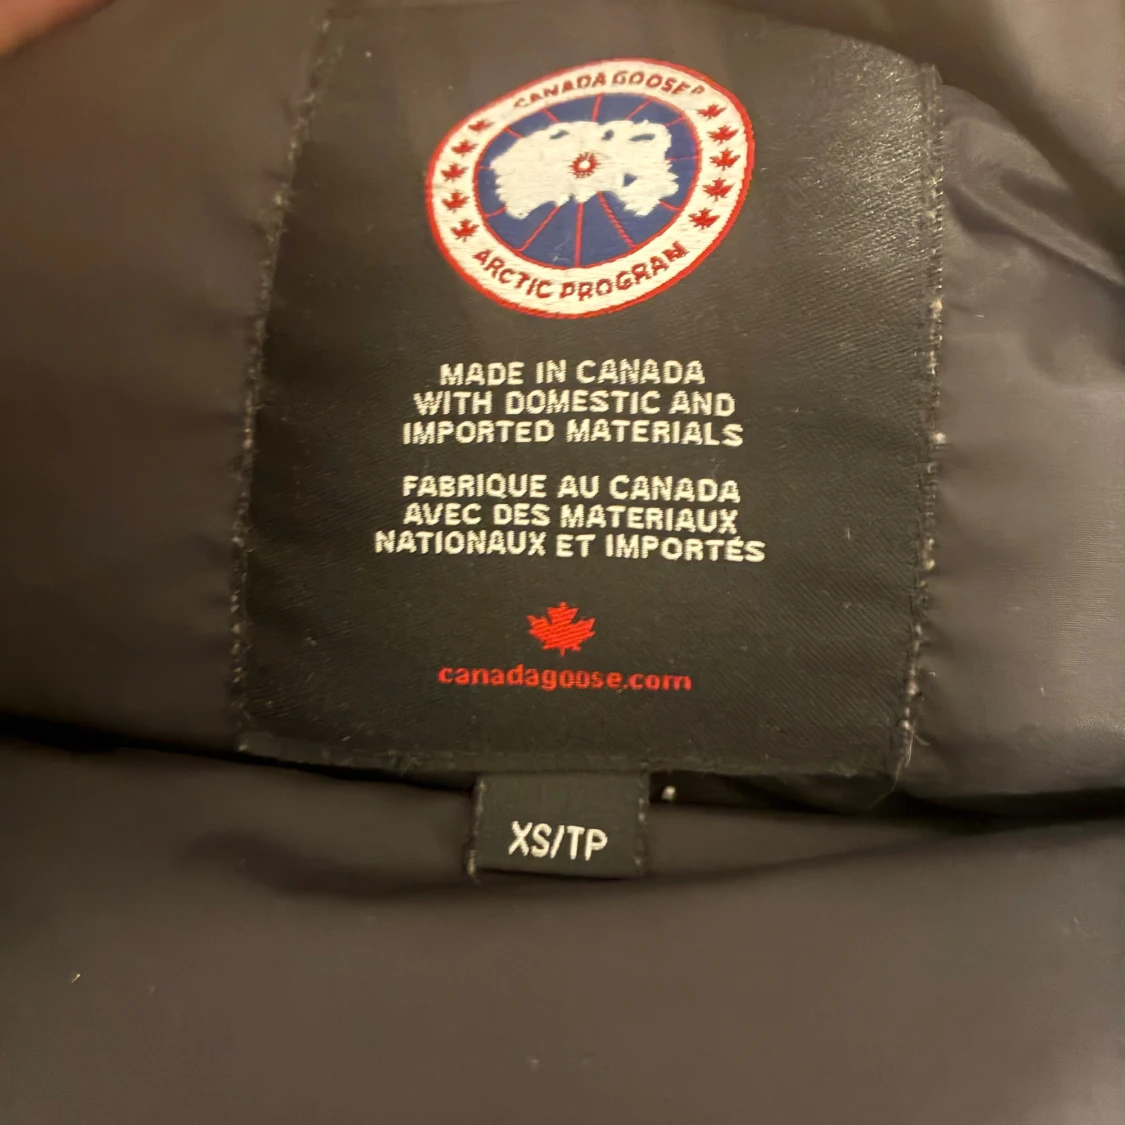 CANADA GOOSE®
ARCTIC PROGRAM
MADE IN CANADA
WITH DOMESTIC AND
IMPORTED MATERIALS
FABRIQUE AU CANADA
AVEC DES MATERIAUX
NATIONAUX ET IMPORTÉS
canadagoose.com
XS/TP